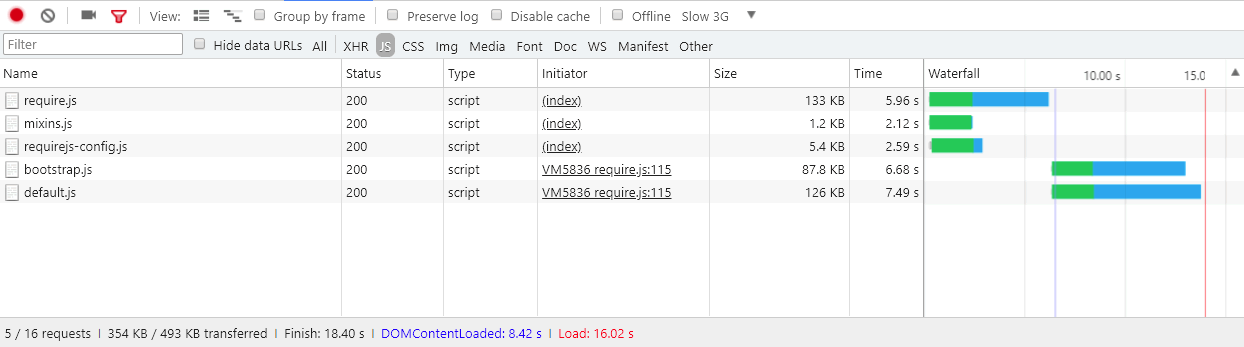 View: Group by frame Preserve log Disable cache Offline Slow 3G
Filter Hide data URLs All XHR JS CSS Img Media Font Doc WS Manifest Other
Name Status Type Initiator Size Time Waterfall 10.00 s 15.0
require.js 200 script (index) 133 KB 5.96 s
mixins.js 200 script (index) 1.2 KB 2.12 s
requirejs-config.js 200 script (index) 5.4 KB 2.59 s
bootstrap.js 200 script VM5836 require.js:115 87.8 KB 6.68 s
default.js 200 script VM5836 require.js:115 126 KB 7.49 s
5 / 16 requests | 354 KB / 493 KB transferred | Finish: 18.40 s | DOMContentLoaded: 8.42 s | Load: 16.02 s